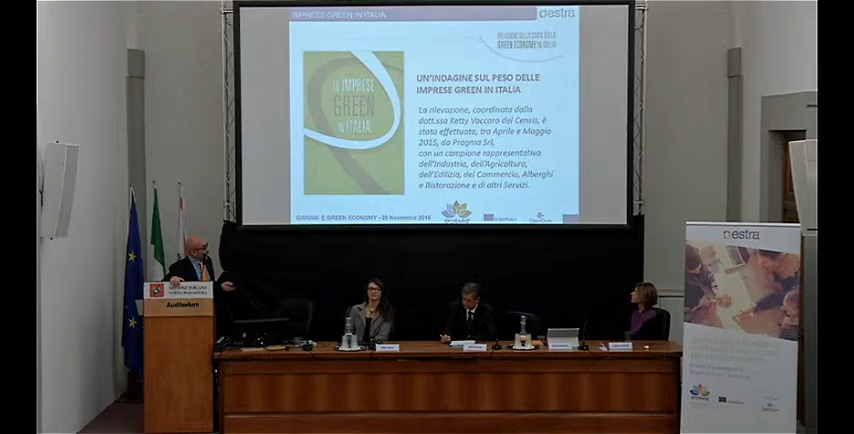 IMPRESE GREEN IN ITALIA
estra
RELAZIONE SULLO STATO DELLA
GREEN ECONOMY IN ITALIA
LE IMPRESE
GREEN
IN ITALIA
UN'INDAGINE SUL PESO DELLE
IMPRESE GREEN IN ITALIA
La rilevazione, coordinata dalla
dott.ssa Ketty Vaccaro del Censis, è
stata effettuata, tra Aprile e Maggio
2015, da Pragma Srl,
con un campione rappresentativo
dell'Industria, dell'Agricoltura,
dell'Edilizia, del Commercio, Alberghi
e Ristorazione e di altri Servizi.
GIOVANI E GREEN ECONOMY - 20 Novembre 2015
estra
Auditorium